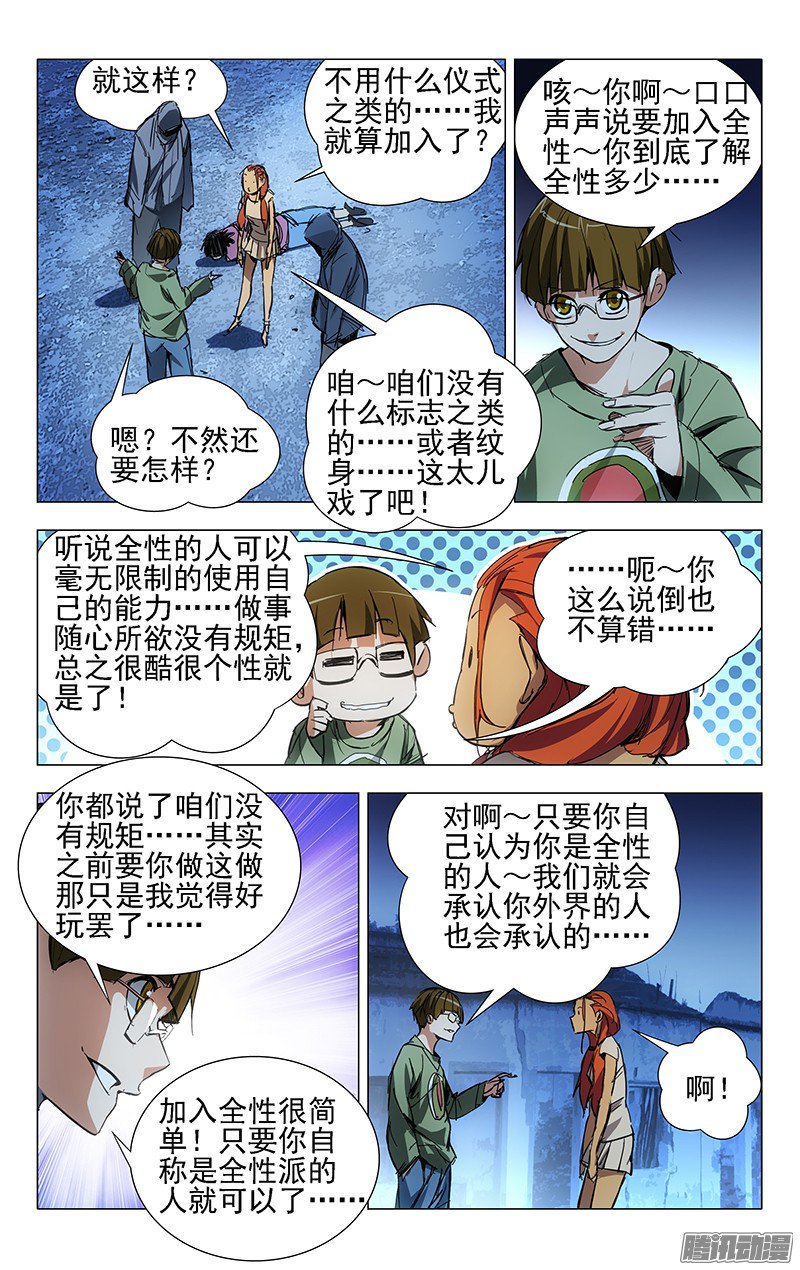 就这样？
不用什么仪式
之类的……我
就算加入了？
嗯？不然还
要怎样？
咱～咱们没有
什么标志之类
的……或者纹
身……这太儿
戏了吧！
咳～你啊～口口
声声说要加入全
性～你到底了解
全性多少……
听说全性的人可以
毫无限制的使用自
己的能力……做事
随心所欲没有规矩，
总之很酷很个性就
是了！
……呃～你
这么说倒也
不算错……
你都说了咱们没
有规矩……其实
之前要你做这做
那只是我觉得好
玩罢了……
加入全性很简
单！只要你自
称是全性派的
人就可以了……
对啊～只要你自
己认为你是全性
的人～我们就会
承认你外界的人
也会承认的……
啊！
腾讯动漫